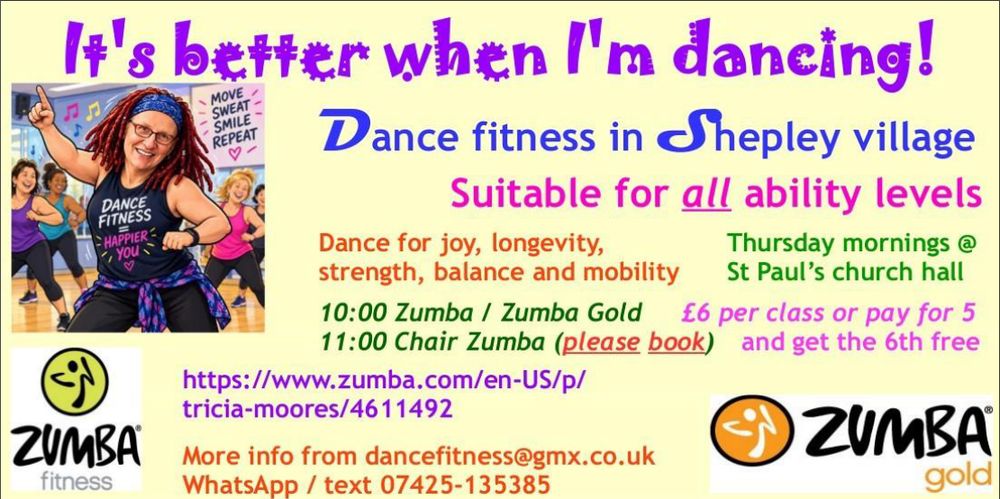 It's better when I'm dancing!
MOVE
SWEAT
SMILE
REPEAT
DANCE
FITNESS
=
HAPPIER
YOU
Dance fitness in Shepley village
Suitable for all ability levels
Dance for joy, longevity,
strength, balance and mobility
Thursday mornings @
St Paul's church hall
10:00 Zumba / Zumba Gold
11:00 Chair Zumba (please book)
£6 per class or pay for 5
and get the 6th free
https://www.zumba.com/en-US/p/
tricia-moores/4611492
More info from dancefitness@gmx.co.uk
WhatsApp / text 07425-135385
ZUMBA®
fitness
ZUMBA®
gold